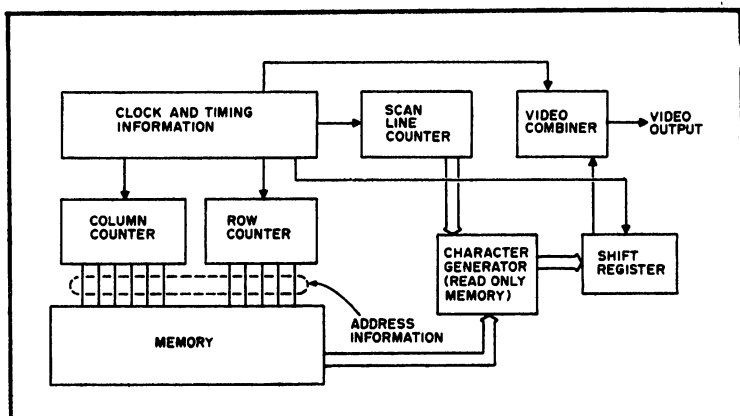 CLOCK AND TIMING
INFORMATION
SCAN
LINE
COUNTER
VIDEO
COMBINER
VIDEO
OUTPUT
COLUMN
COUNTER
ROW
COUNTER
CHARACTER
GENERATOR
(READ ONLY
MEMORY)
SHIFT
REGISTER
ADDRESS
INFORMATION
MEMORY